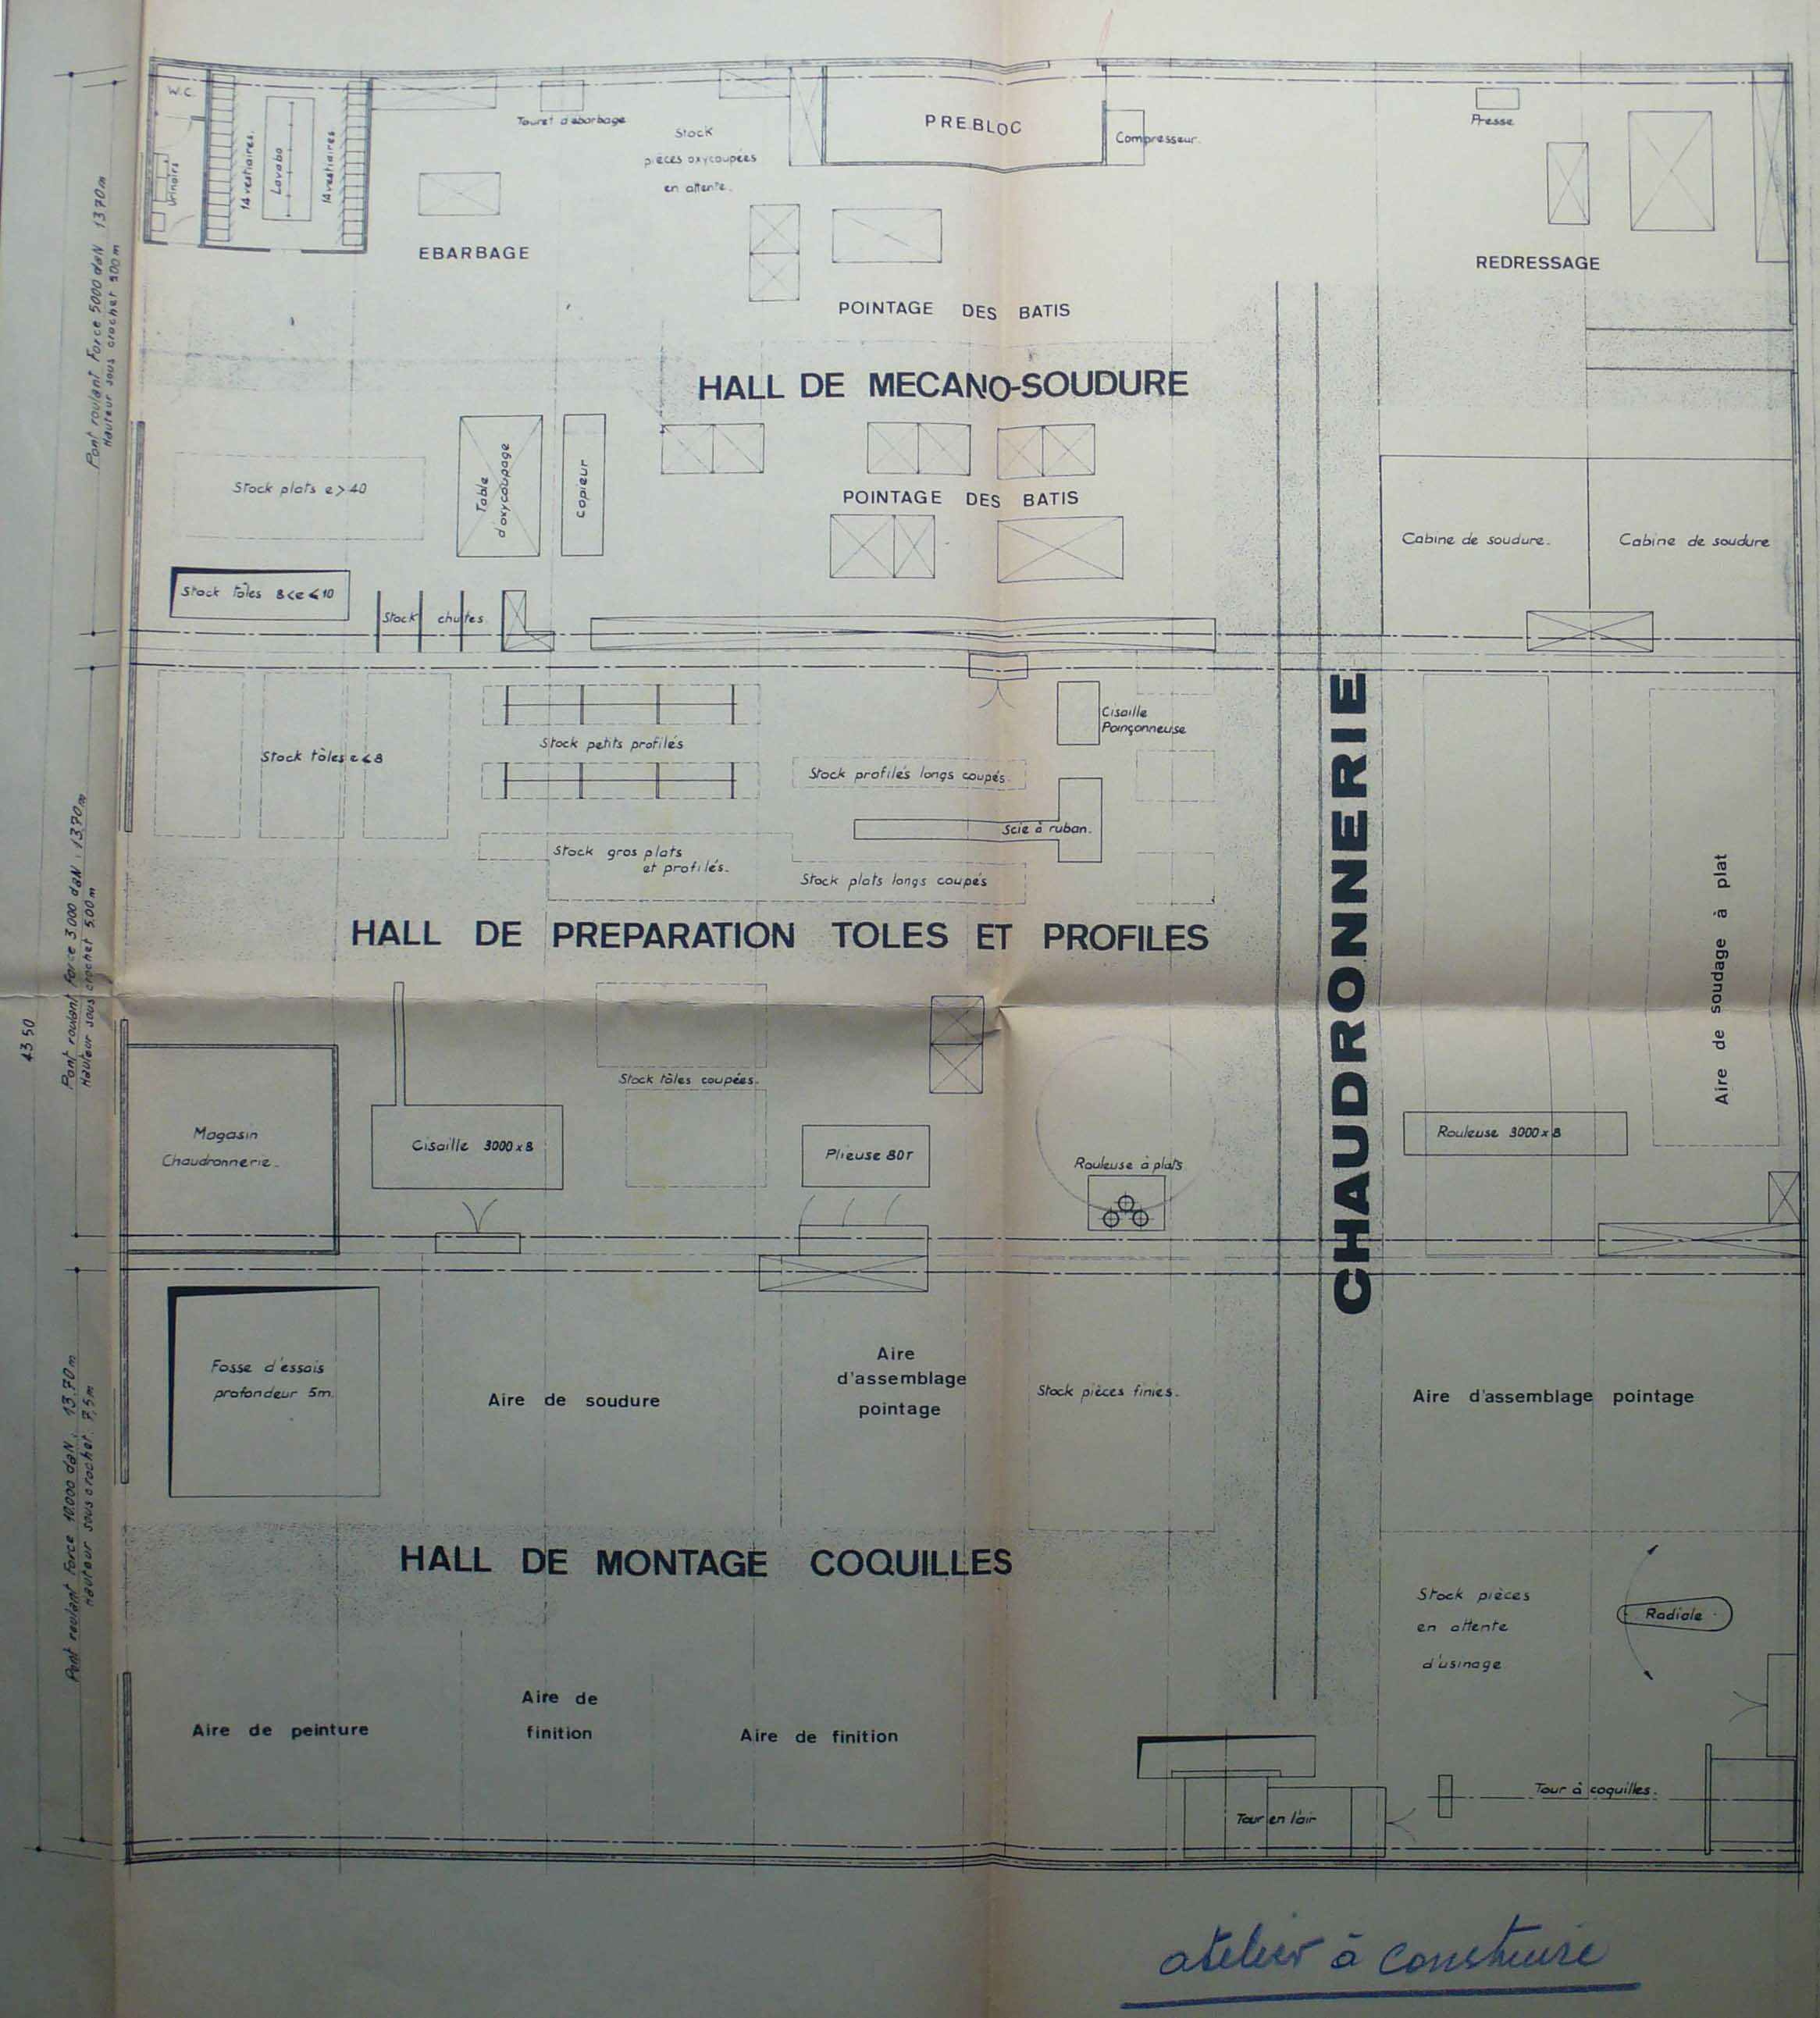 W.C.
Urinoirs
14 vestiaires.
Lavabo
14 vestiaires
Touret d'ébarbage
Stock
pièces oxycoupées
en attente.
PREBLOC
Compresseur.
Presse
EBARBAGE
REDRESSAGE
POINTAGE DES BATIS
Pont roulant Force 5000 daN 13.70m
Hauteur sous crochet 5.00m
HALL DE MECANO-SOUDURE
Stock plats e>40
Table
d'oxycoupage
Copieur
POINTAGE DES BATIS
Cabine de soudure.
Cabine de soudure
Stock tôles 8<e≤10
Stock chutes.
Stock tôles e≤8
Stock petits profilés
Cisaille
Poinçonneuse
Stock profilés longs coupés.
Scie à ruban.
Stock gros plats
et profilés.
Stock plats longs coupés
CHAUDRONNERIE
Aire de soudage à plat
HALL DE PREPARATION TOLES ET PROFILES
Pont roulant Force 3000 daN. 13.70m
Hauteur sous crochet 5.00m
4350
Stock tôles coupées.
Magasin
Chaudronnerie.
Cisaille 3000x8
Plieuse 80T
Rouleuse à plats.
Rouleuse 3000x8
Fosse d'essais
profondeur 5m.
Aire de soudure
Aire
d'assemblage
pointage
Stock pièces finies.
Aire d'assemblage pointage
Pont roulant Force 10.000 daN. 13.70m
Hauteur sous crochet. 7,5m
HALL DE MONTAGE COQUILLES
Stock pièces
en attente
d'usinage
Radiale
Aire de peinture
Aire de
finition
Aire de finition
Tour en l'air
Tour à coquilles.
atelier à construire